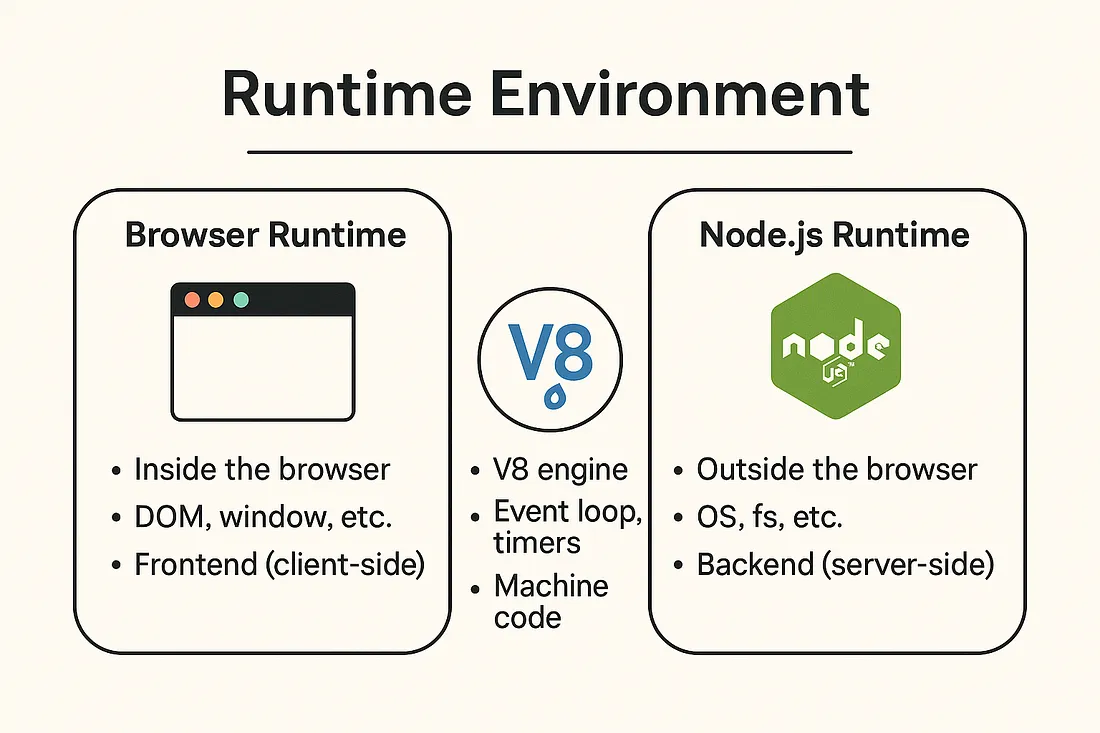 Runtime Environment
Browser Runtime
• Inside the browser
• DOM, window, etc.
• Frontend (client-side)
V8
• V8 engine
• Event loop,
timers
• Machine
code
Node.js Runtime
node
JS™
• Outside the browser
• OS, fs, etc.
• Backend (server-side)